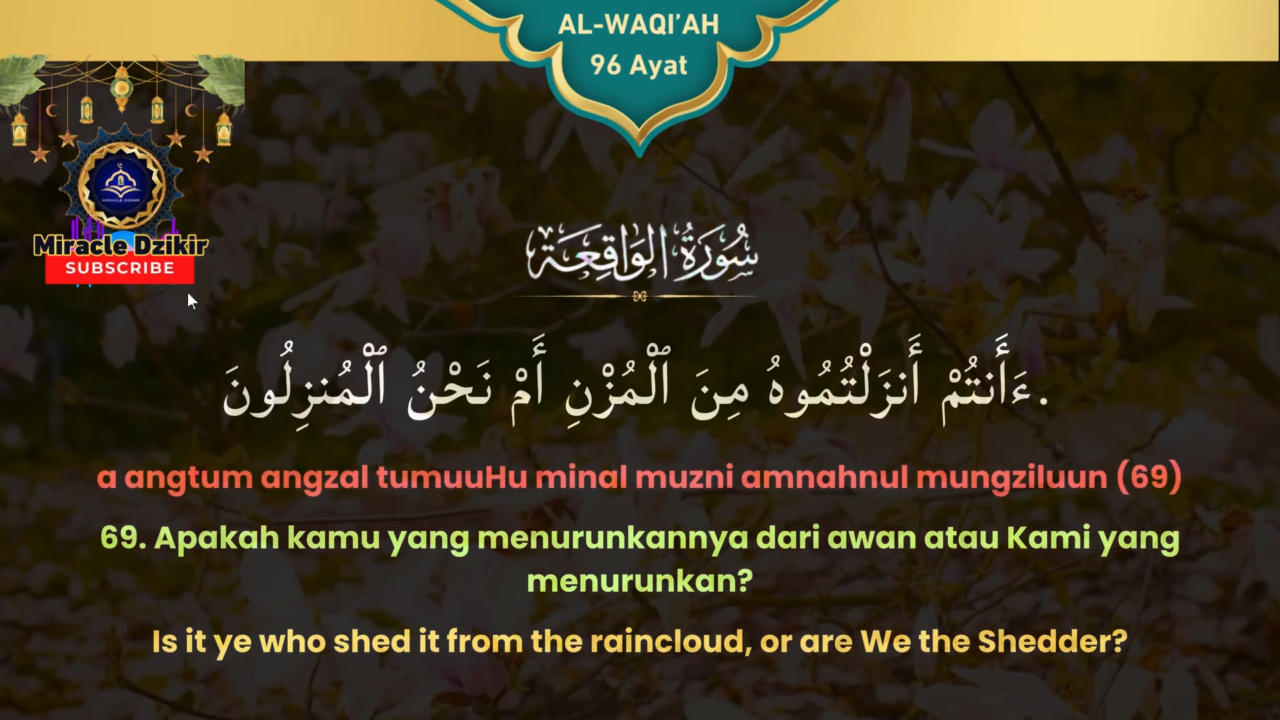 AL-WAQI'AH
96 Ayat
Miracle Dzikir
SUBSCRIBE
سُورَةُ الوَاقِعَة
ءَأَنتُمْ أَنزَلْتُمُوهُ مِنَ ٱلْمُزْنِ أَمْ نَحْنُ ٱلْمُنزِلُونَ.
a angtum angzal tumuuHu minal muzni amnahnul mungziluun (69)
69. Apakah kamu yang menurunkannya dari awan atau Kami yang
menurunkan?
Is it ye who shed it from the raincloud, or are We the Shedder?